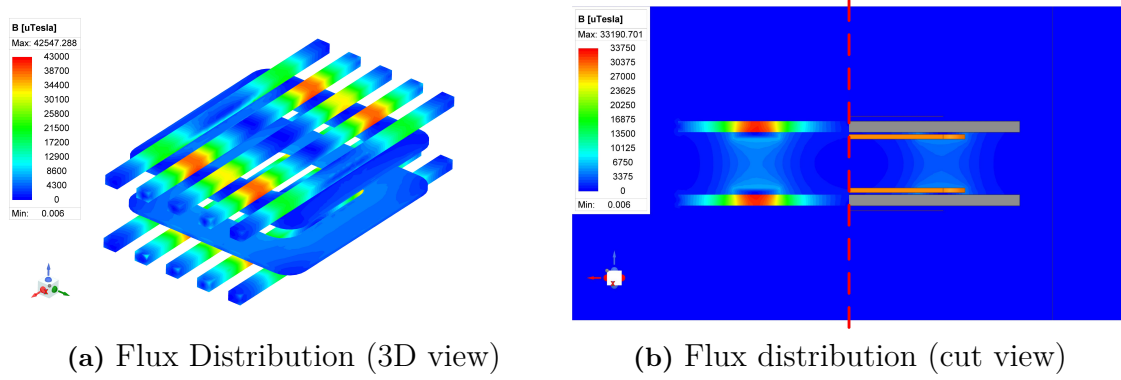 B [uTesla]
Max: 42547.288
43000
38700
34400
30100
25800
21500
17200
12900
8600
4300
0
Min: 0.006
B [uTesla]
Max: 33190.701
33750
30375
27000
23625
20250
16875
13500
10125
6750
3375
0
Min: 0.006
(a) Flux Distribution (3D view)
(b) Flux distribution (cut view)